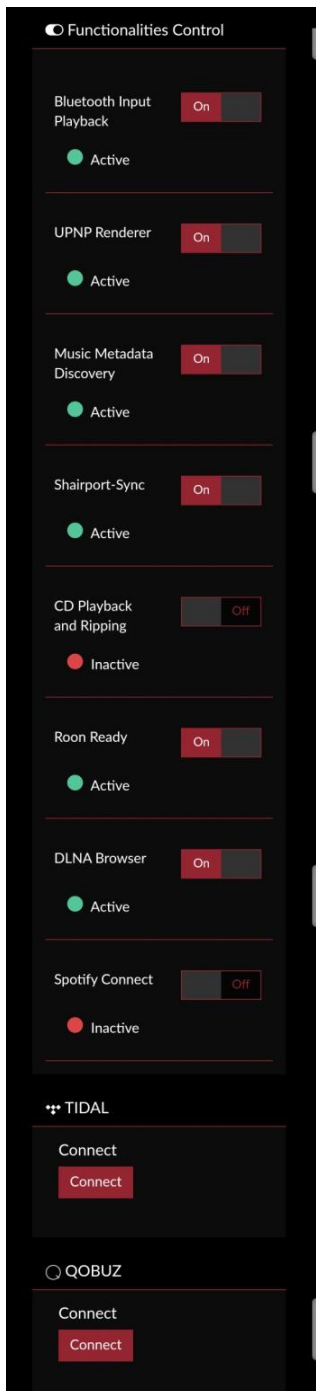 Functionalities Control
Bluetooth Input
Playback
On
Active
UPNP Renderer
On
Active
Music Metadata
Discovery
On
Active
Shairport-Sync
On
Active
CD Playback
and Ripping
Off
Inactive
Roon Ready
On
Active
DLNA Browser
On
Active
Spotify Connect
Off
Inactive
TIDAL
Connect
Connect
QOBUZ
Connect
Connect